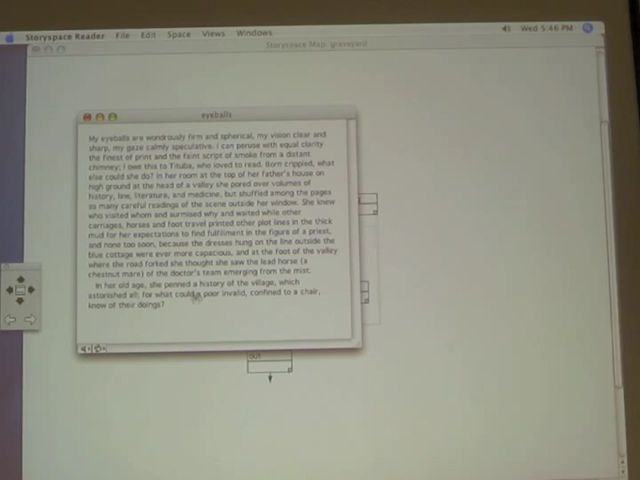 Storyspace Reader File Edit Space Views Windows Wed 5:46 PM
Storyspace Map: graveyard
eyeballs
My eyeballs are wondrously firm and spherical, my vision clear and
sharp, my gaze calmly speculative. I can peruse with equal clarity
the finest of print and the faint script of smoke from a distant
chimney; I owe this to Tituba, who loved to read. Born crippled, what
else could she do? In her room at the top of her father's house on
high ground at the head of a valley she pored over volumes of
history, law, literature, and medicine, but shuffled among the pages
as many careful readings of the scene outside her window. She knew
who visited whom and surmised why and waited while other
carriages, horses and foot travel printed other plot lines in the thick
mud for her expectations to find fulfillment in the figure of a priest,
and none too soon, because the dresses hung on the line outside the
blue cottage were ever more capacious, and at the foot of the valley
where the road forked she thought she saw the lead horse (a
chestnut mare) of the doctor's team emerging from the mist.
In her old age, she penned a history of the village, which
astonished all; for what could a poor invalid, confined to a chair,
know of their doings?
out